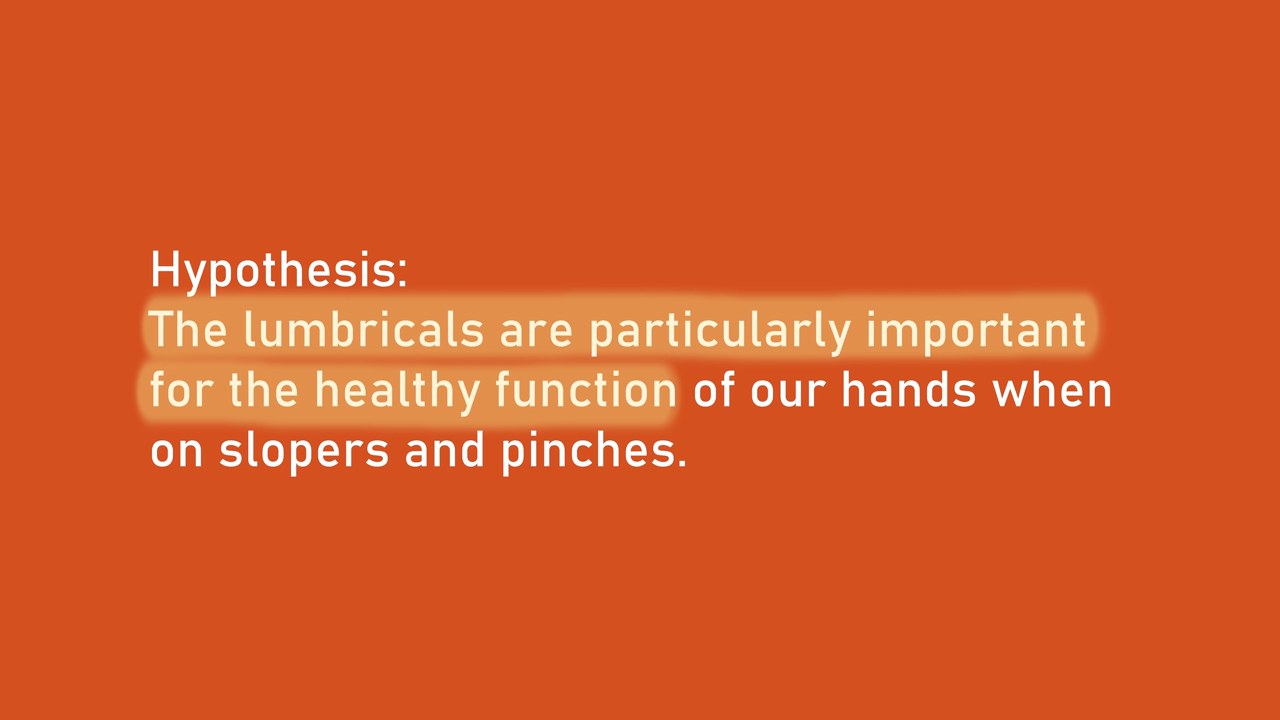 Hypothesis:
The lumbricals are particularly important
for the healthy function of our hands when
on slopers and pinches.